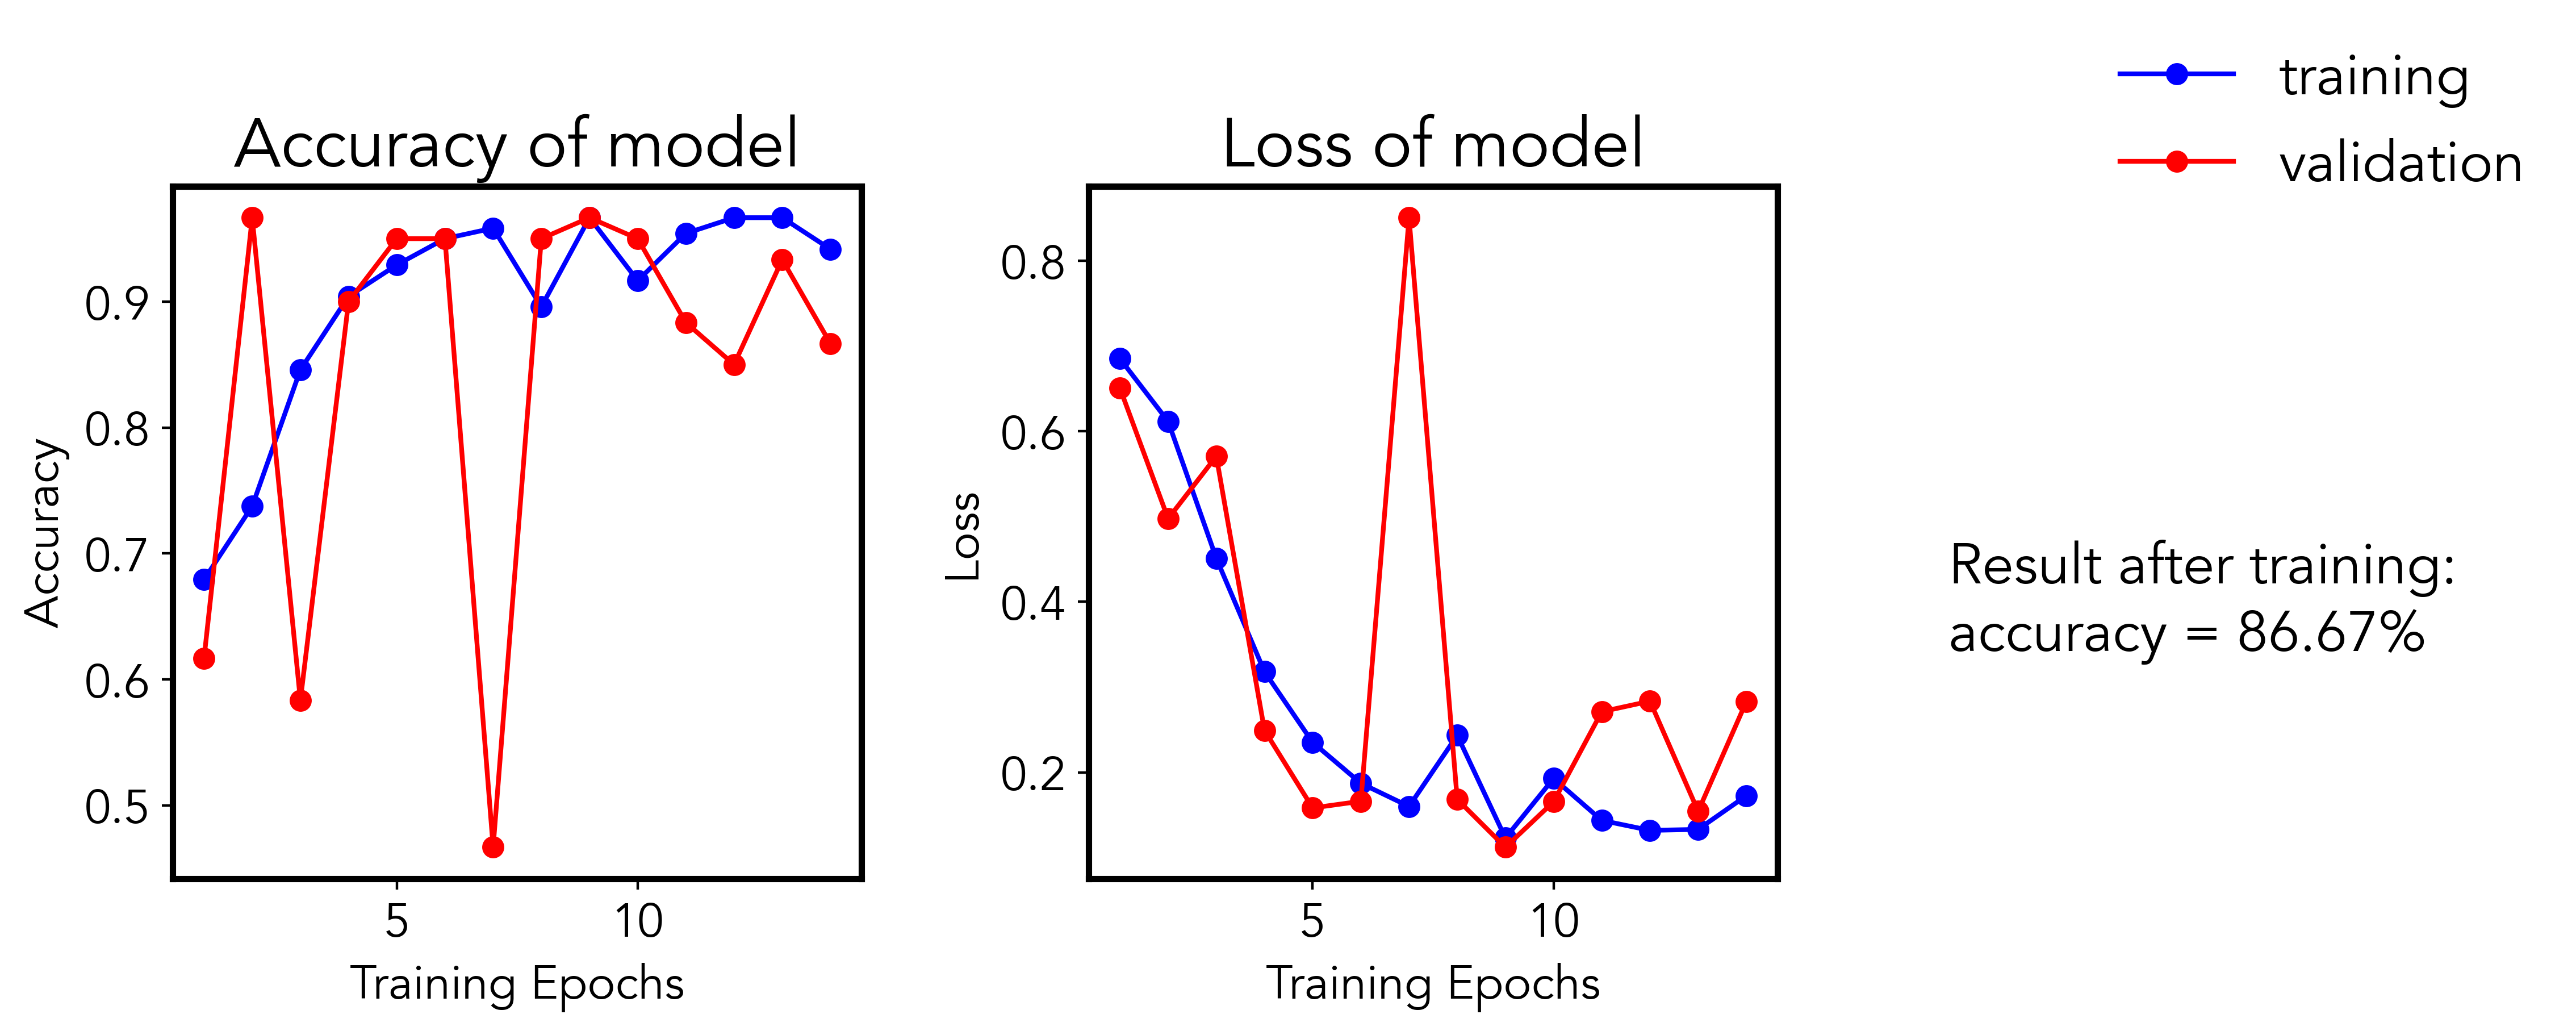 training
validation
Accuracy of model
Accuracy
0.9
0.8
0.7
0.6
0.5
5 10
Training Epochs
Loss of model
Loss
0.8
0.6
0.4
0.2
5 10
Training Epochs
Result after training:
accuracy = 86.67%